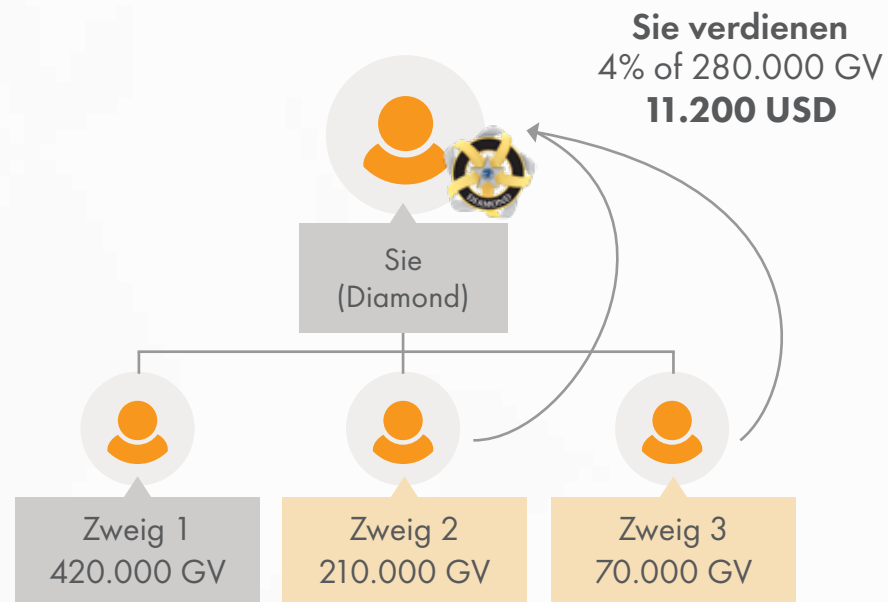 Sie verdienen
4% of 280.000 GV
11.200 USD
DIAMOND
Sie
(Diamond)
Zweig 1
420.000 GV
Zweig 2
210.000 GV
Zweig 3
70.000 GV